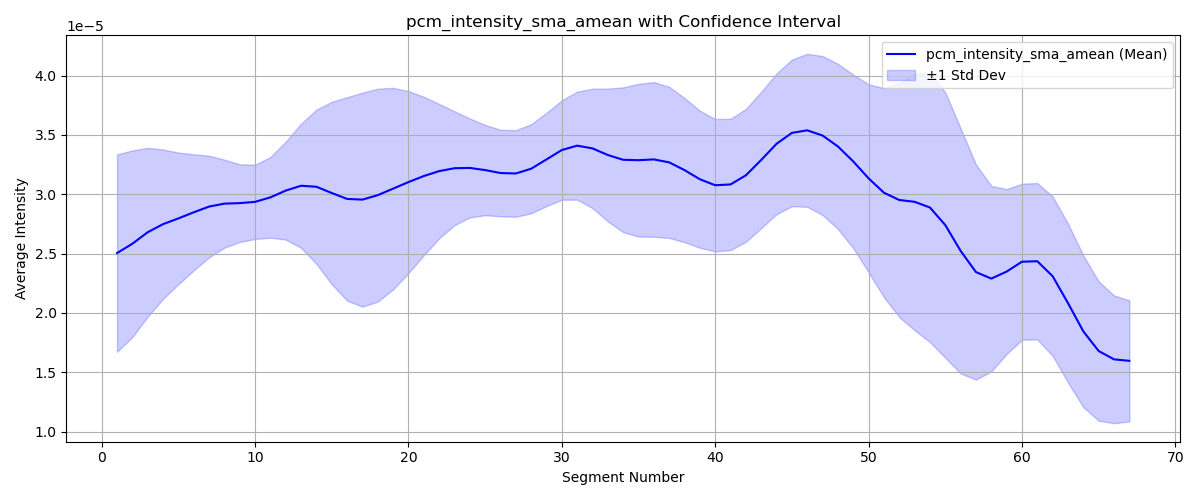 pcm_intensity_sma_amean with Confidence Interval
1e−5
pcm_intensity_sma_amean (Mean)
±1 Std Dev
4.0
3.5
3.0
2.5
2.0
1.5
1.0
Average Intensity
0 10 20 30 40 50 60 70
Segment Number